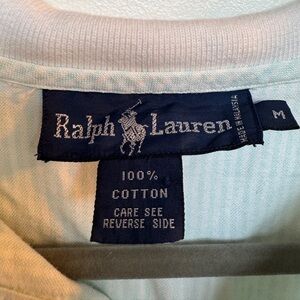 Ralph Lauren
MADE IN MALAYSIA
M
100%
COTTON
CARE SEE
REVERSE SIDE